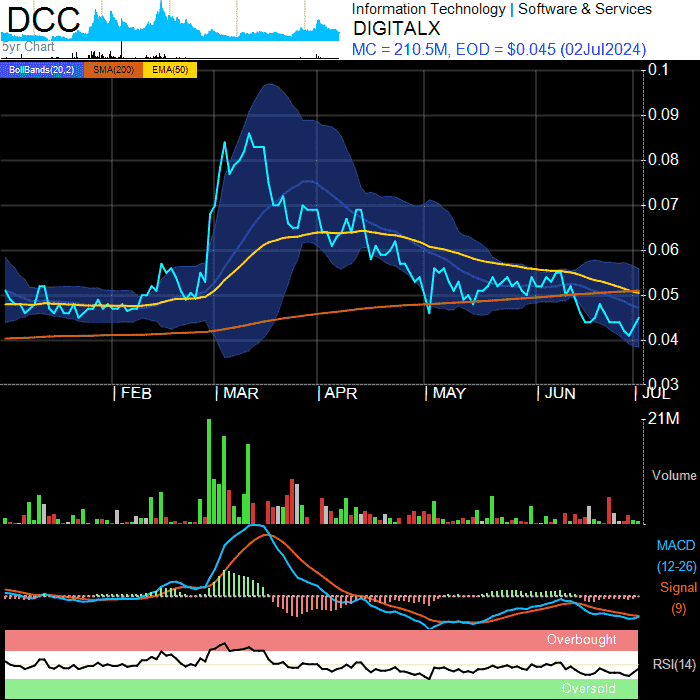 DCC
5yr Chart
Information Technology | Software & Services
DIGITALX
MC = 210.5M, EOD = $0.045 (02Jul2024)
BollBands(20,2) SMA(200) EMA(50)
0.1
0.09
0.08
0.07
0.06
0.05
0.04
0.03
| FEB | MAR | APR | MAY | JUN | JUL
21M
Volume
MACD
(12-26)
Signal
(9)
Overbought
RSI(14)
Oversold